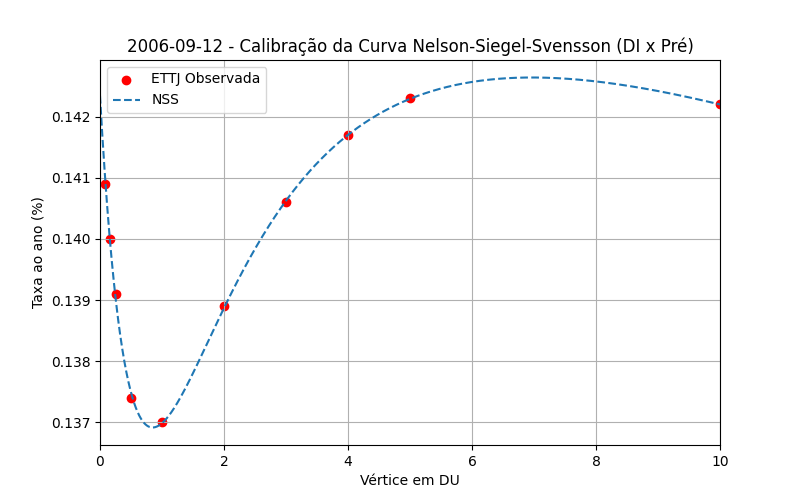 2006-09-12 - Calibração da Curva Nelson-Siegel-Svensson (DI x Pré)
ETTJ Observada
NSS
Taxa ao ano (%)
0.142
0.141
0.140
0.139
0.138
0.137
0 2 4 6 8 10
Vértice em DU